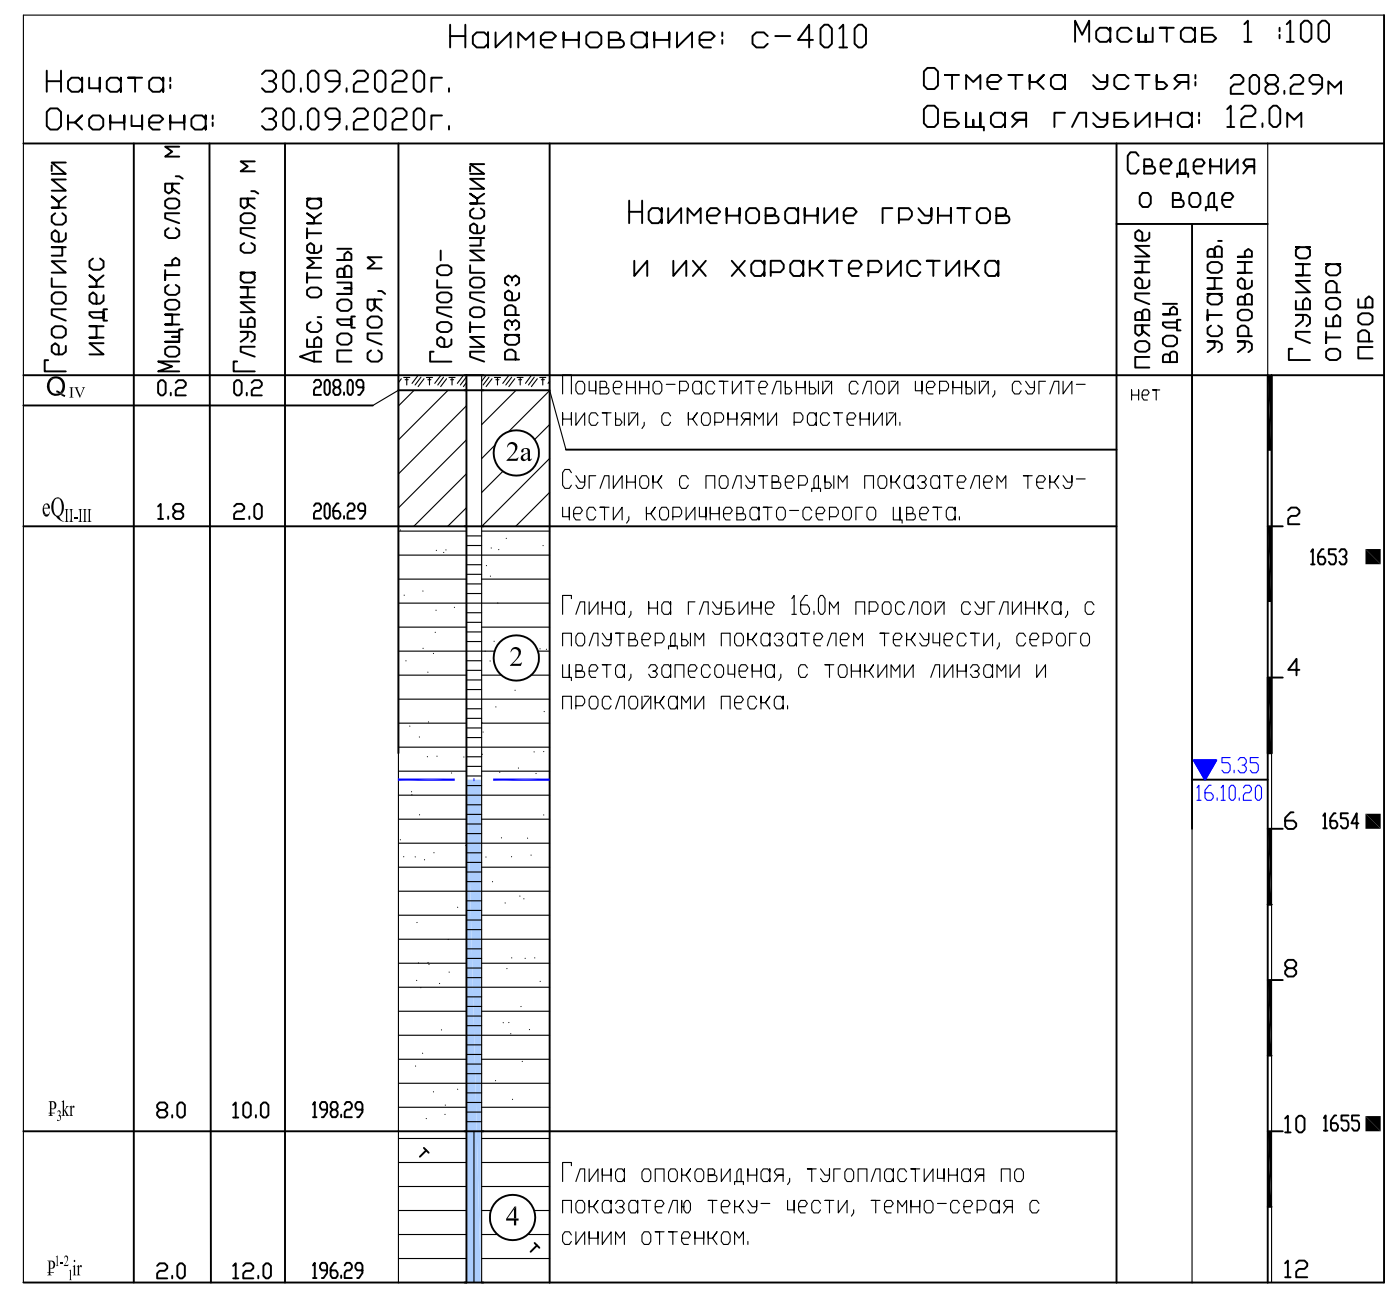 Наименование: с-4010
Масштаб 1 :100
Начата: 30.09.2020г.
Отметка устья: 208.29м
Окончена: 30.09.2020г.
Общая глубина: 12.0м
Геологический
индекс
Мощность слоя, м
Глубина слоя, м
Абс. отметка
подошвы
слоя, м
Геолого-
литологический
разрез
Наименование грунтов
и их характеристика
Сведения
о воде
появление
воды
установ.
уровень
Глубина
отбора
проб
QIV 0.2 0.2 208.09
Почвенно-растительный слой черный, сугли-
нистый, с корнями растений.
нет
2а
Суглинок с полутвердым показателем теку-
чести, коричневато-серого цвета.
eQII-III 1.8 2.0 206.29
2
1653
Глина, на глубине 16.0м прослой суглинка, с
полутвердым показателем текучести, серого
цвета, запесочена, с тонкими линзами и
прослойками песка.
2
4
5.35
16.10.20
6 1654
8
₽3kr 8.0 10.0 198.29
10 1655
Глина опоковидная, тугопластичная по
показателю теку- чести, темно-серая с
синим оттенком.
4
₽1-21ir 2.0 12.0 196.29
12